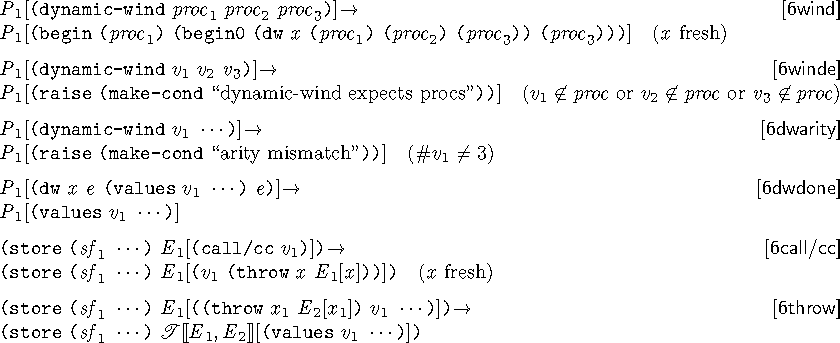 P₁[(dynamic-wind proc₁ proc₂ proc₃)]→ [6wind]
P₁[(begin (proc₁) (begin0 (dw x (proc₁) (proc₂) (proc₃)) (proc₃)))] (x fresh)
P₁[(dynamic-wind v₁ v₂ v₃)]→ [6winde]
P₁[(raise (make-cond “dynamic-wind expects procs”))] (v₁ ∉ proc or v₂ ∉ proc or v₃ ∉ proc)
P₁[(dynamic-wind v₁ ⋯)]→ [6dwarity]
P₁[(raise (make-cond “arity mismatch”))] (#v₁ ≠ 3)
P₁[(dw x e (values v₁ ⋯) e)]→ [6dwdone]
P₁[(values v₁ ⋯)]
(store (sf₁ ⋯) E₁[(call/cc v₁)])→ [6call/cc]
(store (sf₁ ⋯) E₁[(v₁ (throw x E₁[x]))]) (x fresh)
(store (sf₁ ⋯) E₁[((throw x₁ E₂[x₁]) v₁ ⋯)])→ [6throw]
(store (sf₁ ⋯) 𝒯⟦E₁, E₂⟧[(values v₁ ⋯)])